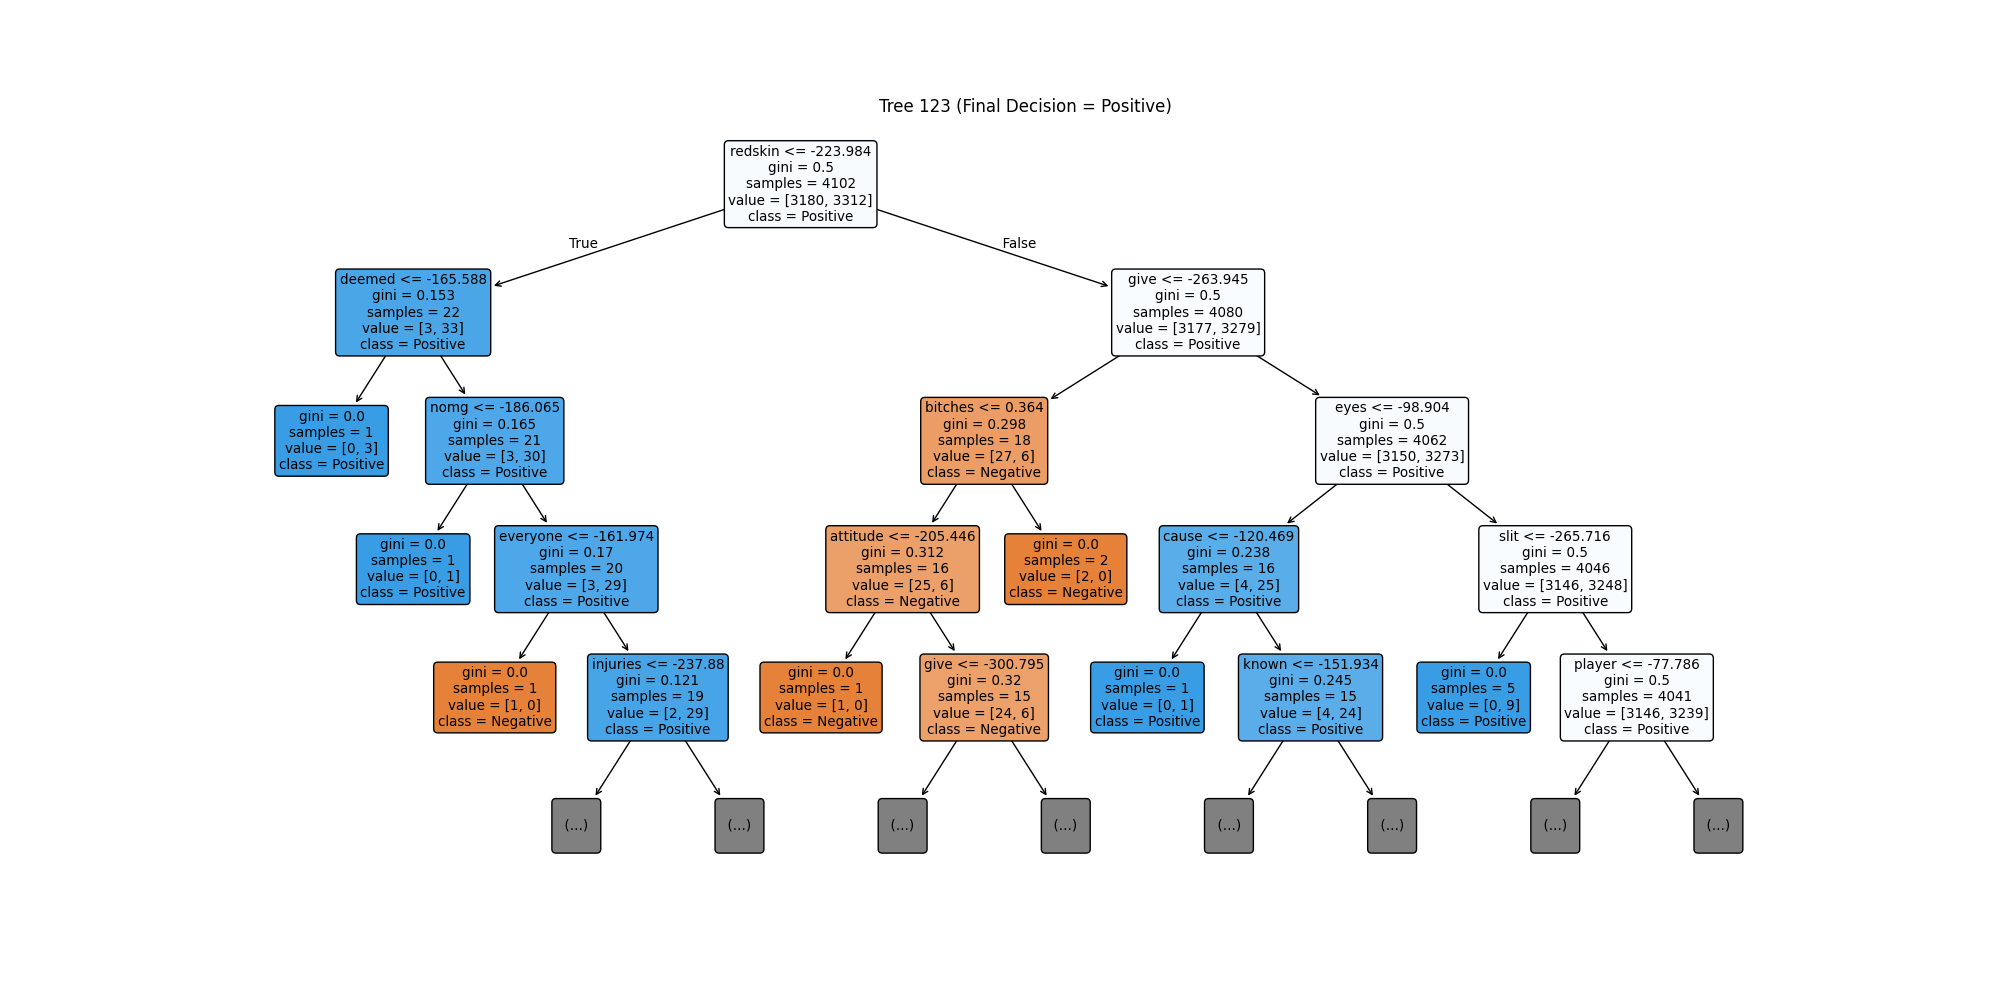 Tree 123 (Final Decision = Positive)
redskin <= -223.984
gini = 0.5
samples = 4102
value = [3180, 3312]
class = Positive
True
False
deemed <= -165.588
gini = 0.153
samples = 22
value = [3, 33]
class = Positive
give <= -263.945
gini = 0.5
samples = 4080
value = [3177, 3279]
class = Positive
gini = 0.0
samples = 1
value = [0, 3]
class = Positive
nomg <= -186.065
gini = 0.165
samples = 21
value = [3, 30]
class = Positive
bitches <= 0.364
gini = 0.298
samples = 18
value = [27, 6]
class = Negative
eyes <= -98.904
gini = 0.5
samples = 4062
value = [3150, 3273]
class = Positive
gini = 0.0
samples = 1
value = [0, 1]
class = Positive
everyone <= -161.974
gini = 0.17
samples = 20
value = [3, 29]
class = Positive
attitude <= -205.446
gini = 0.312
samples = 16
value = [25, 6]
class = Negative
gini = 0.0
samples = 2
value = [2, 0]
class = Negative
cause <= -120.469
gini = 0.238
samples = 16
value = [4, 25]
class = Positive
slit <= -265.716
gini = 0.5
samples = 4046
value = [3146, 3248]
class = Positive
gini = 0.0
samples = 1
value = [1, 0]
class = Negative
injuries <= -237.88
gini = 0.121
samples = 19
value = [2, 29]
class = Positive
gini = 0.0
samples = 1
value = [1, 0]
class = Negative
give <= -300.795
gini = 0.32
samples = 15
value = [24, 6]
class = Negative
gini = 0.0
samples = 1
value = [0, 1]
class = Positive
known <= -151.934
gini = 0.245
samples = 15
value = [4, 24]
class = Positive
gini = 0.0
samples = 5
value = [0, 9]
class = Positive
player <= -77.786
gini = 0.5
samples = 4041
value = [3146, 3239]
class = Positive
(...)
(...)
(...)
(...)
(...)
(...)
(...)
(...)